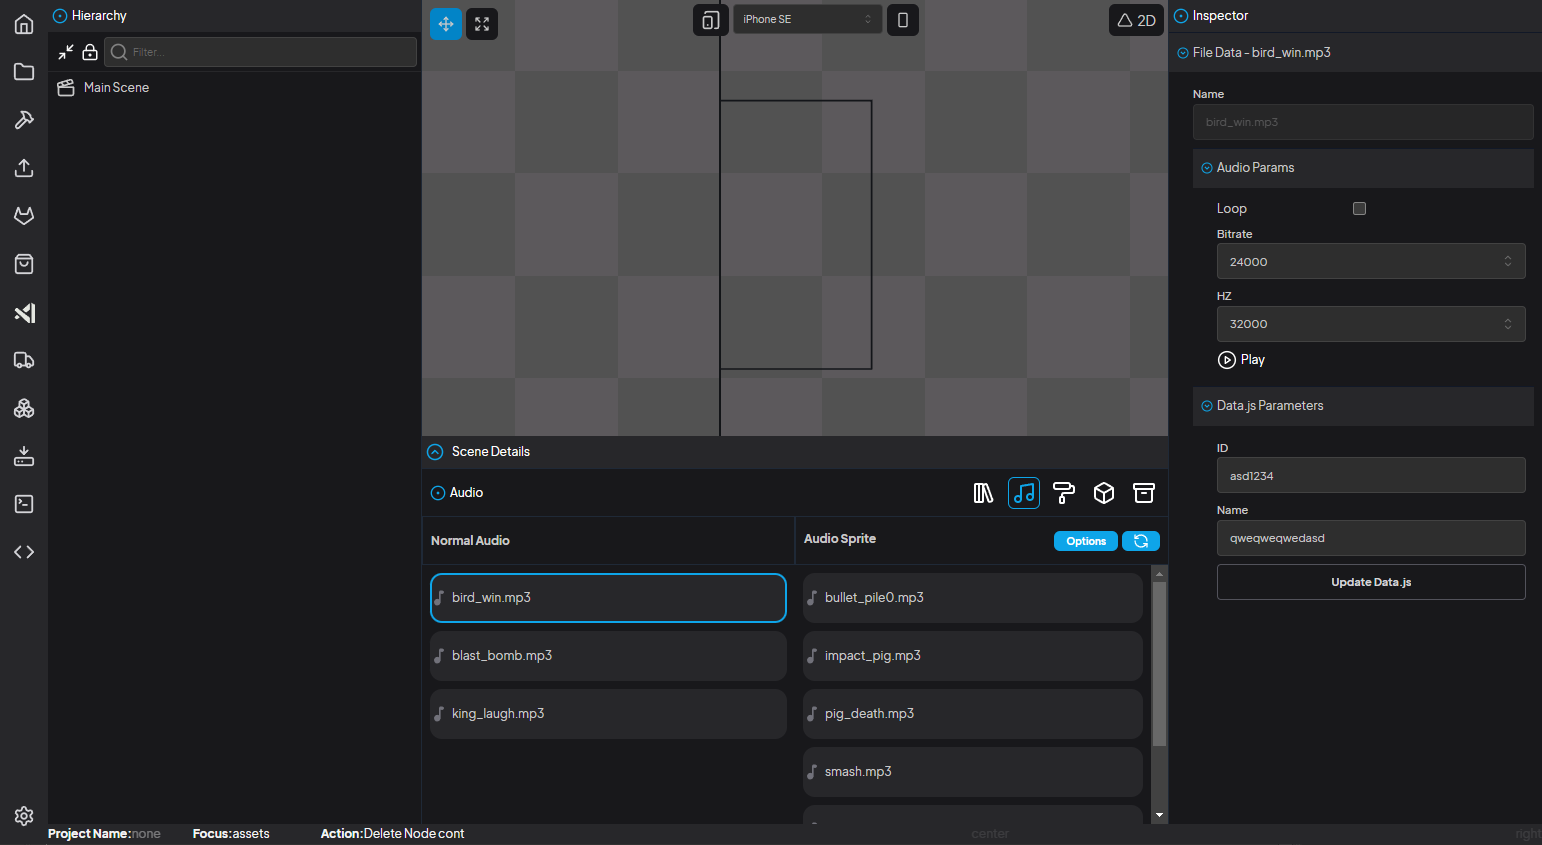 Hierarchy
Filter...
Main Scene
iPhone SE
2D
Scene Details
Audio
Normal Audio
bird_win.mp3
blast_bomb.mp3
king_laugh.mp3
Audio Sprite
Options
bullet_pile0.mp3
impact_pig.mp3
pig_death.mp3
smash.mp3
Inspector
File Data - bird_win.mp3
Name
bird_win.mp3
Audio Params
Loop
Bitrate
24000
HZ
32000
Play
Data.js Parameters
ID
asd1234
Name
qweqweqwedasd
Update Data.js
Project Name:none Focus:assets Action:Delete Node cont center right